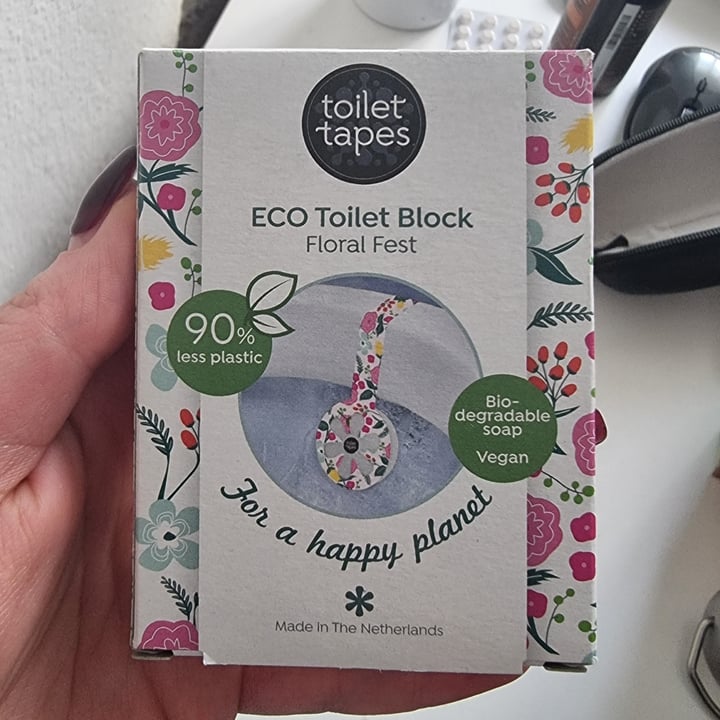 toilet
tapes
ECO Toilet Block
Floral Fest
90%
less plastic
Bio-
degradable
soap
Vegan
For a happy planet
Made in The Netherlands